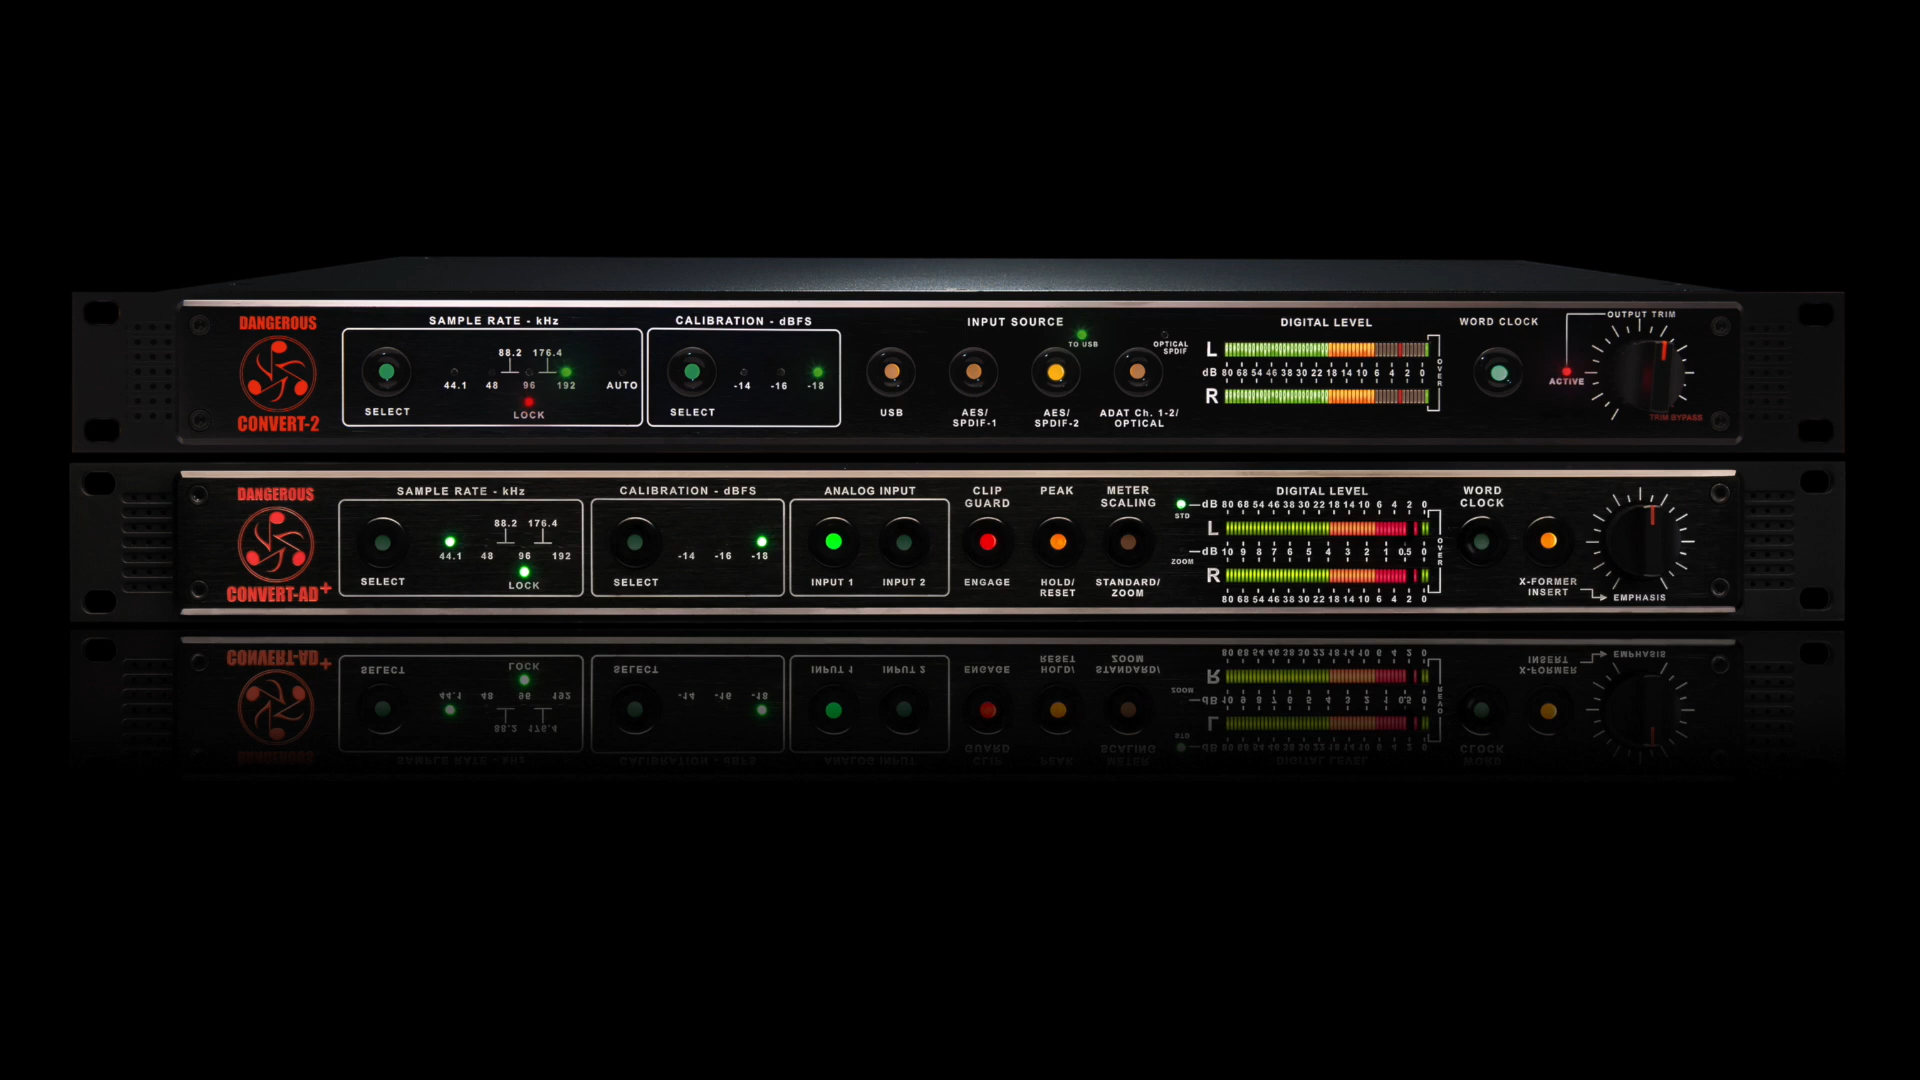 DANGEROUS
CONVERT-2
SAMPLE RATE - kHz
88.2 176.4
44.1 48 96 192 AUTO
LOCK
SELECT
CALIBRATION - dBFS
-14 -16 -18
SELECT
INPUT SOURCE
TO USB
OPTICAL
SPDIF
USB
AES/
SPDIF-1
AES/
SPDIF-2
ADAT Ch. 1-2/
OPTICAL
DIGITAL LEVEL
L
dB 80 68 54 46 38 30 22 18 14 10 6 4 2 0
R
OVER
WORD CLOCK
OUTPUT TRIM
ACTIVE
TRIM BYPASS
DANGEROUS
CONVERT-AD+
SAMPLE RATE - kHz
88.2 176.4
44.1 48 96 192
LOCK
SELECT
CALIBRATION - dBFS
-14 -16 -18
SELECT
ANALOG INPUT
INPUT 1 INPUT 2
CLIP
GUARD
ENGAGE
PEAK
HOLD/
RESET
METER
SCALING
STANDARD/
ZOOM
DIGITAL LEVEL
STD
dB 80 68 54 46 38 30 22 18 14 10 6 4 2 0
L
ZOOM
dB 10 9 8 7 6 5 4 3 2 1 0.5 0
R
80 68 54 46 38 30 22 18 14 10 6 4 2 0
OVER
WORD
CLOCK
X-FORMER
INSERT
EMPHASIS